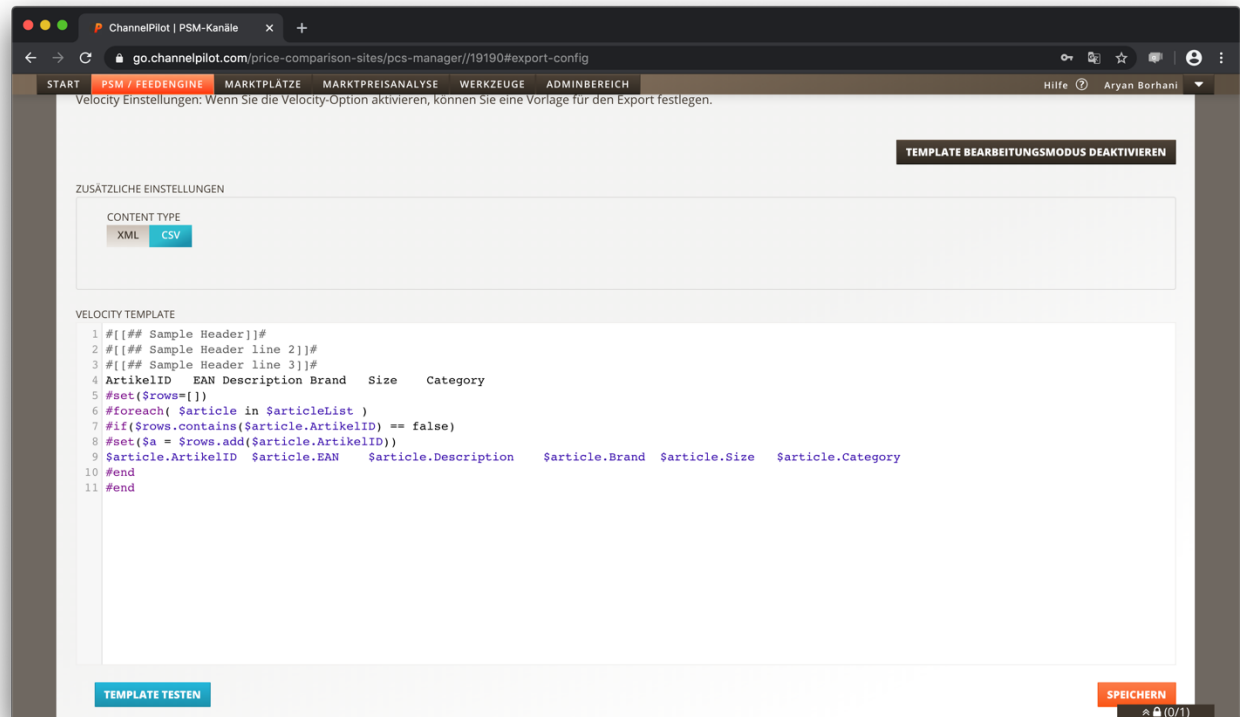 ChannelPilot | PSM-Kanäle
go.channelpilot.com/price-comparison-sites/pcs-manager//19190#export-config
START PSM / FEEDENGINE MARKTPLÄTZE MARKTPREISANALYSE WERKZEUGE ADMINBEREICH Hilfe ? Aryan Borhani
Velocity Einstellungen: Wenn Sie die Velocity-Option aktivieren, können Sie eine Vorlage für den Export festlegen.
TEMPLATE BEARBEITUNGSMODUS DEAKTIVIEREN
ZUSÄTZLICHE EINSTELLUNGEN
CONTENT TYPE
XML CSV
VELOCITY TEMPLATE
1 #[[## Sample Header]]#
2 #[[## Sample Header line 2]]#
3 #[[## Sample Header line 3]]#
4 ArtikelID EAN Description Brand Size Category
5 #set($rows=[])
6 #foreach( $article in $articleList )
7 #if($rows.contains($article.ArtikelID) == false)
8 #set($a = $rows.add($article.ArtikelID))
9 $article.ArtikelID $article.EAN $article.Description $article.Brand $article.Size $article.Category
10 #end
11 #end
TEMPLATE TESTEN SPEICHERN
(0/1)